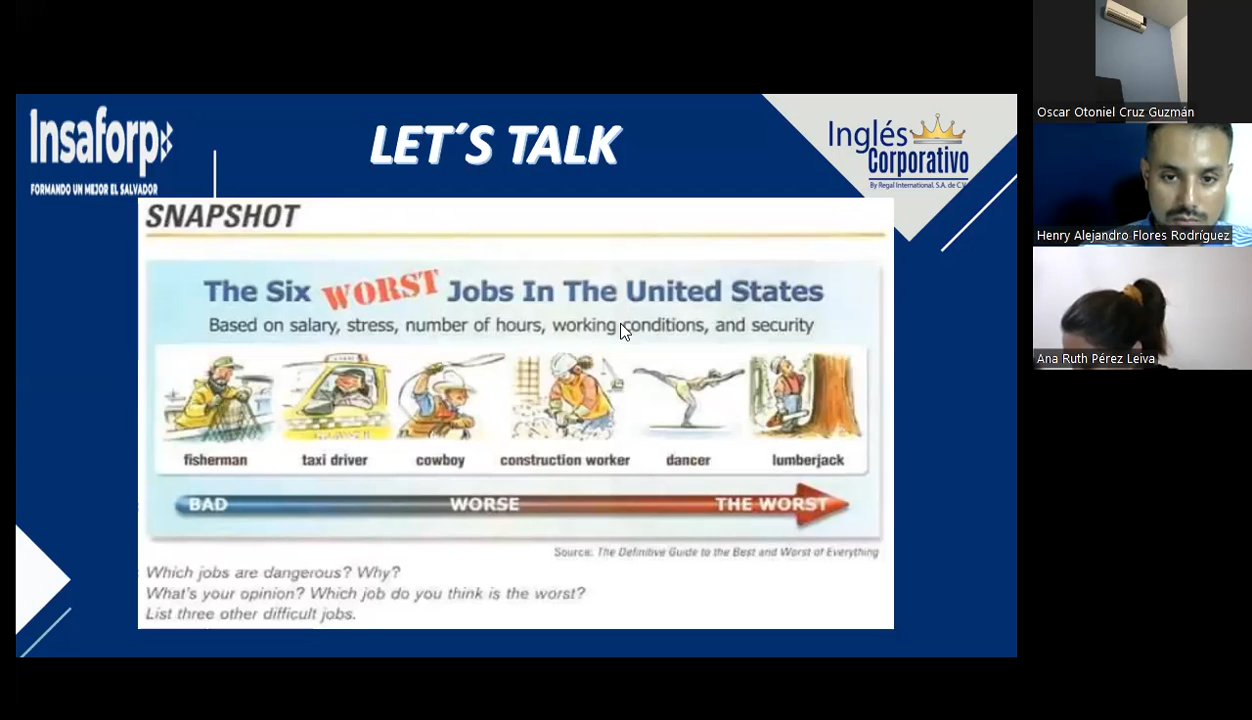 Insaforp
FORMANDO UN MEJOR EL SALVADOR
LET´S TALK
Inglés
Corporativo
By Regal International, S.A. de C.V.
SNAPSHOT
The Six WORST Jobs In The United States
Based on salary, stress, number of hours, working conditions, and security
TAXI
fisherman taxi driver cowboy construction worker dancer lumberjack
BAD WORSE THE WORST
Source: The Definitive Guide to the Best and Worst of Everything
Which jobs are dangerous? Why?
What's your opinion? Which job do you think is the worst?
List three other difficult jobs.
Oscar Otoniel Cruz Guzmán
Henry Alejandro Flores Rodríguez
Ana Ruth Pérez Leiva